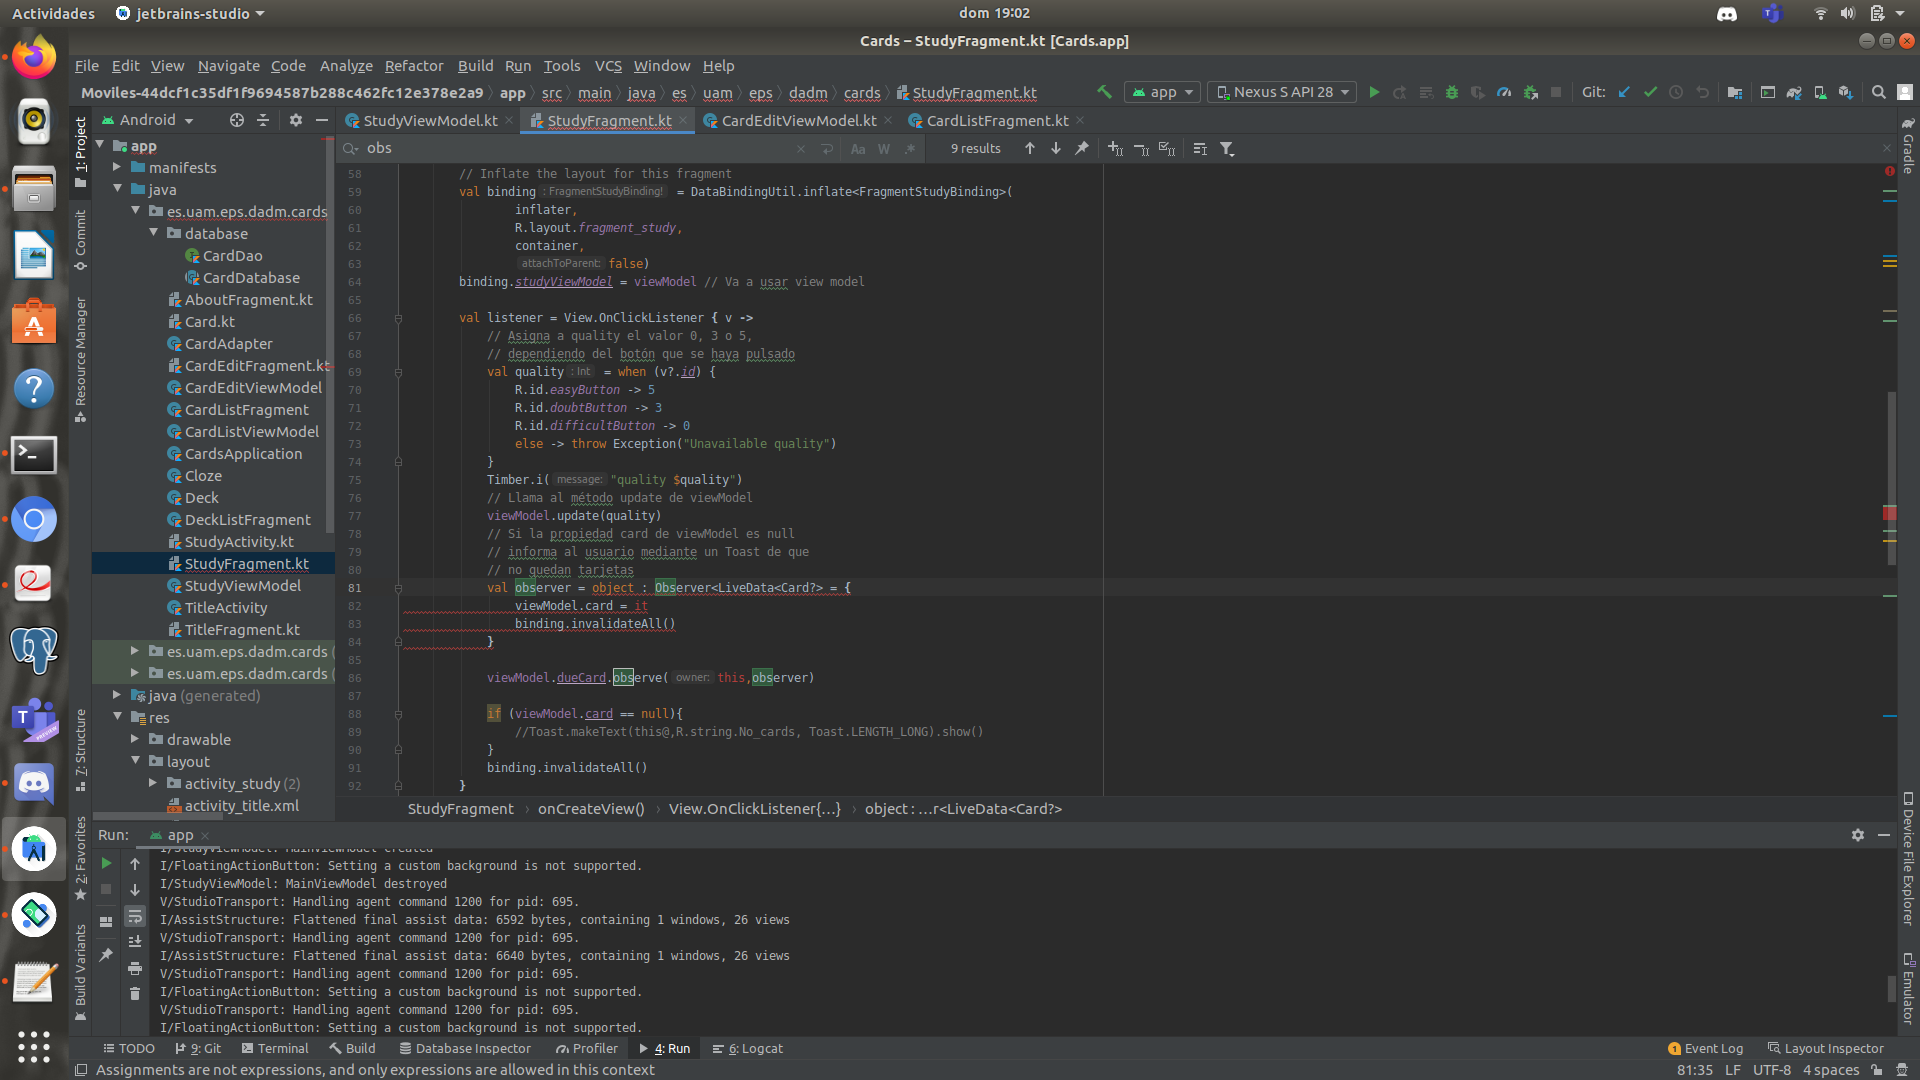 Actividades
jetbrains-studio
dom 19:02
Cards – StudyFragment.kt [Cards.app]
File Edit View Navigate Code Analyze Refactor Build Run Tools VCS Window Help
Moviles-44dcf1c35df1f9694587b288c462fc12e378e2a9 app src main java es uam eps dadm cards StudyFragment.kt
app
Nexus S API 28
Git:
Android
StudyViewModel.kt
StudyFragment.kt
CardEditViewModel.kt
CardListFragment.kt
obs
Aa
W
.*
9 results
1: Project
Commit
Resource Manager
7: Structure
2: Favorites
Build Variants
app
manifests
java
es.uam.eps.dadm.cards
database
CardDao
CardDatabase
AboutFragment.kt
Card.kt
CardAdapter
CardEditFragment.kt
CardEditViewModel
CardListFragment
CardListViewModel
CardsApplication
Cloze
Deck
DeckListFragment
StudyActivity.kt
StudyFragment.kt
StudyViewModel
TitleActivity
TitleFragment.kt
es.uam.eps.dadm.cards (
es.uam.eps.dadm.cards (
java (generated)
res
drawable
layout
activity_study (2)
activity_title.xml
58 // Inflate the layout for this fragment
59 val binding : FragmentStudyBinding! = DataBindingUtil.inflate<FragmentStudyBinding>(
60 inflater,
61 R.layout.fragment_study,
62 container,
63 attachToParent: false)
64 binding.studyViewModel = viewModel // Va a usar view model
65
66 val listener = View.OnClickListener { v ->
67 // Asigna a quality el valor 0, 3 o 5,
68 // dependiendo del botón que se haya pulsado
69 val quality : Int = when (v?.id) {
70 R.id.easyButton -> 5
71 R.id.doubtButton -> 3
72 R.id.difficultButton -> 0
73 else -> throw Exception("Unavailable quality")
74 }
75 Timber.i( message: "quality $quality")
76 // Llama al método update de viewModel
77 viewModel.update(quality)
78 // Si la propiedad card de viewModel es null
79 // informa al usuario mediante un Toast de que
80 // no quedan tarjetas
81 val observer = object : Observer<LiveData<Card?> = {
82 viewModel.card = it
83 binding.invalidateAll()
84 }
85
86 viewModel.dueCard.observe( owner: this,observer)
87
88 if (viewModel.card == null){
89 //Toast.makeText(this@,R.string.No_cards, Toast.LENGTH_LONG).show()
90 }
91 binding.invalidateAll()
92 }
StudyFragment › onCreateView() › View.OnClickListener{...} › object : ...r<LiveData<Card?>
Gradle
Device File Explorer
Emulator
Run:
app
I/StudyViewModel: MainViewModel created
I/FloatingActionButton: Setting a custom background is not supported.
I/StudyViewModel: MainViewModel destroyed
V/StudioTransport: Handling agent command 1200 for pid: 695.
I/AssistStructure: Flattened final assist data: 6592 bytes, containing 1 windows, 26 views
V/StudioTransport: Handling agent command 1200 for pid: 695.
I/AssistStructure: Flattened final assist data: 6640 bytes, containing 1 windows, 26 views
V/StudioTransport: Handling agent command 1200 for pid: 695.
I/FloatingActionButton: Setting a custom background is not supported.
V/StudioTransport: Handling agent command 1200 for pid: 695.
I/FloatingActionButton: Setting a custom background is not supported.
TODO
9: Git
Terminal
Build
Database Inspector
Profiler
4: Run
6: Logcat
1 Event Log
Layout Inspector
Assignments are not expressions, and only expressions are allowed in this context
81:35 LF UTF-8 4 spaces